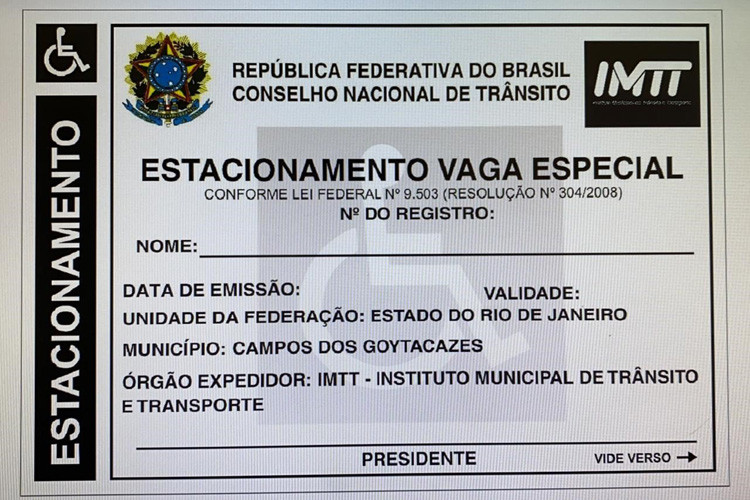 ESTACIONAMENTO
REPÚBLICA FEDERATIVA DO BRASIL
CONSELHO NACIONAL DE TRÂNSITO
IMTT
ESTACIONAMENTO VAGA ESPECIAL
CONFORME LEI FEDERAL Nº 9.503 (RESOLUÇÃO Nº 304/2008)
Nº DO REGISTRO:
NOME:
DATA DE EMISSÃO: VALIDADE:
UNIDADE DA FEDERAÇÃO: ESTADO DO RIO DE JANEIRO
MUNICÍPIO: CAMPOS DOS GOYTACAZES
ÓRGÃO EXPEDIDOR: IMTT - INSTITUTO MUNICIPAL DE TRÂNSITO
E TRANSPORTE
PRESIDENTE
VIDE VERSO